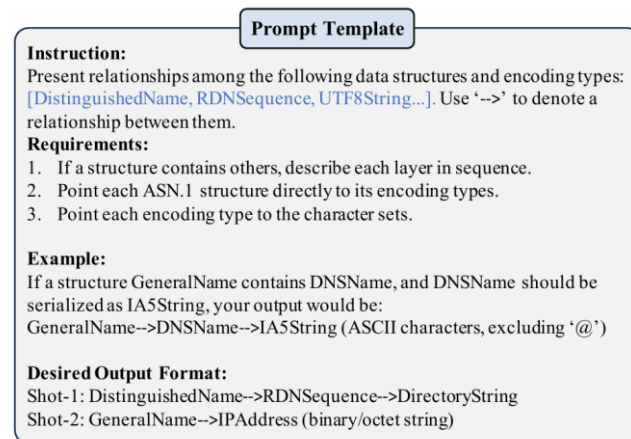 Prompt Template
Instruction:
Present relationships among the following data structures and encoding types:
[DistinguishedName, RDNSequence, UTF8String...]. Use ‘-->’ to denote a
relationship between them.
Requirements:
1. If a structure contains others, describe each layer in sequence.
2. Point each ASN.1 structure directly to its encoding types.
3. Point each encoding type to the character sets.
Example:
If a structure GeneralName contains DNSName, and DNSName should be
serialized as IA5String, your output would be:
GeneralName-->DNSName-->IA5String (ASCII characters, excluding ‘@’)
Desired Output Format:
Shot-1: DistinguishedName-->RDNSequence-->DirectoryString
Shot-2: GeneralName-->IPAddress (binary/octet string)